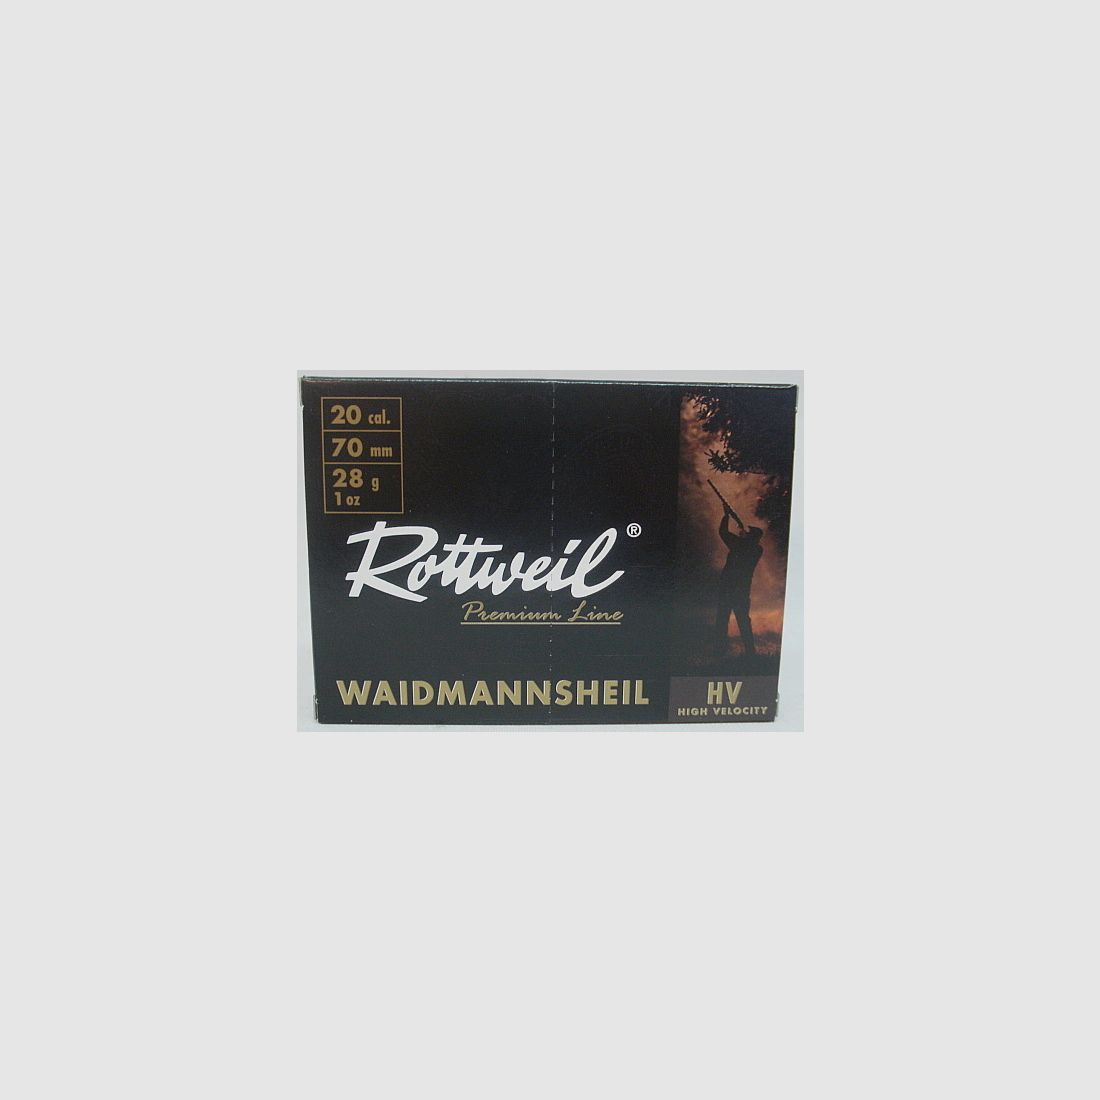 20 cal.
70 mm
28 g
1 oz
Rottweil®
Premium Line
WAIDMANNSHEIL
HV
HIGH VELOCITY